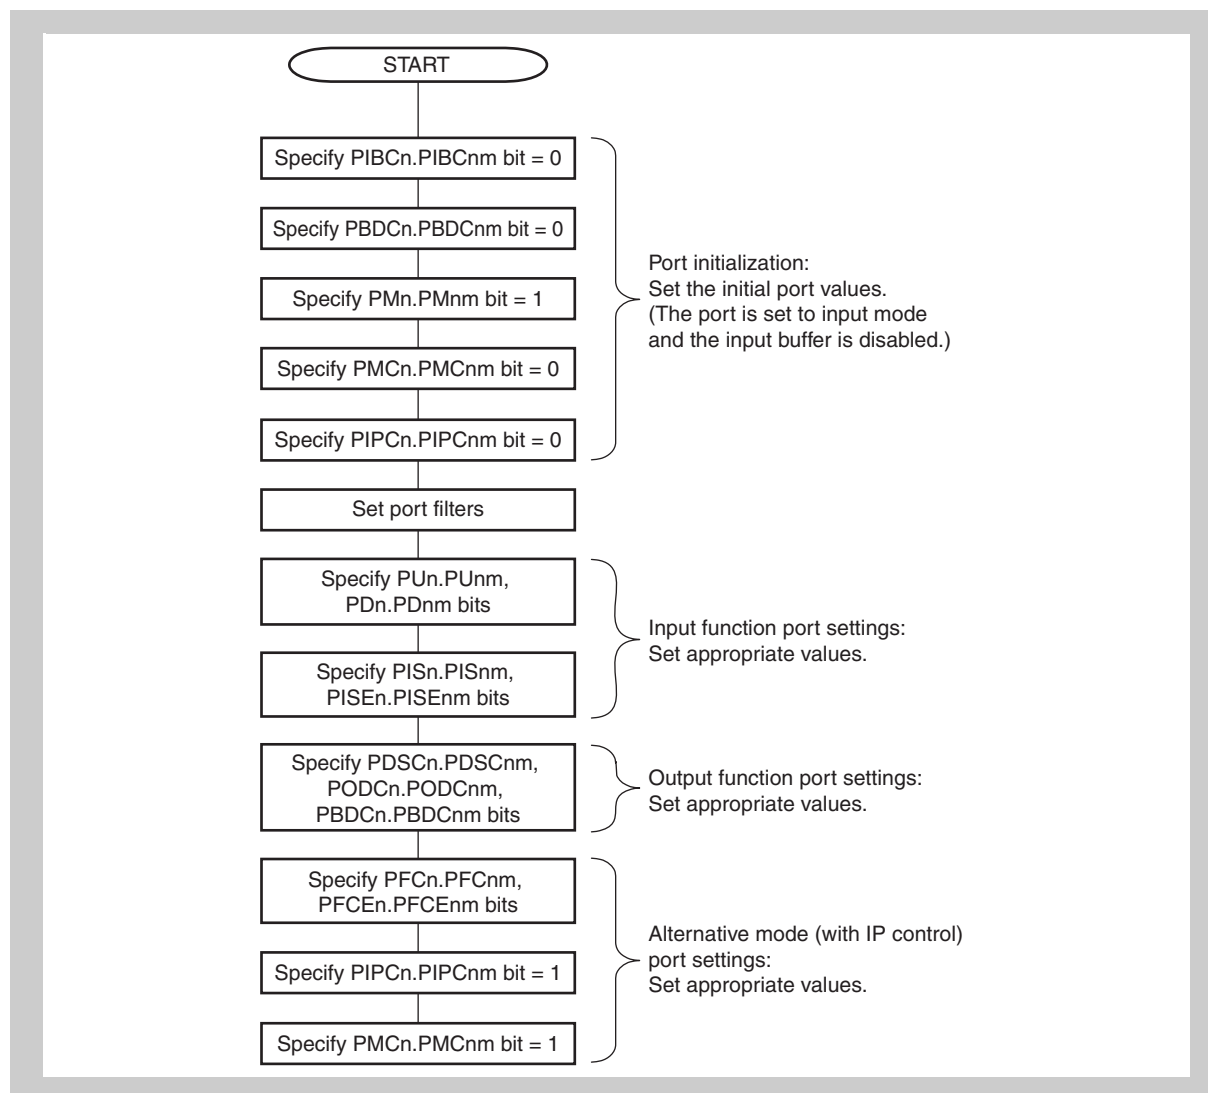 START
Specify PIBCn.PIBCnm bit = 0
Specify PBDCn.PBDCnm bit = 0
Specify PMn.PMnm bit = 1
Specify PMCn.PMCnm bit = 0
Specify PIPCn.PIPCnm bit = 0
Port initialization:
Set the initial port values.
(The port is set to input mode
and the input buffer is disabled.)
Set port filters
Specify PUn.PUnm,
PDn.PDnm bits
Specify PISn.PISnm,
PISEn.PISEnm bits
Input function port settings:
Set appropriate values.
Specify PDSCn.PDSCnm,
PODCn.PODCnm,
PBDCn.PBDCnm bits
Output function port settings:
Set appropriate values.
Specify PFCn.PFCnm,
PFCEn.PFCEnm bits
Specify PIPCn.PIPCnm bit = 1
Specify PMCn.PMCnm bit = 1
Alternative mode (with IP control)
port settings:
Set appropriate values.